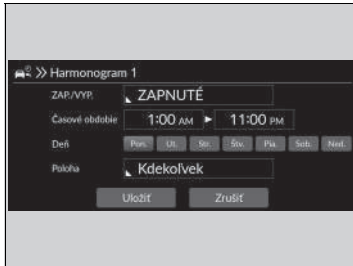 Harmonogram 1
ZAP./VYP. ZAPNUTÉ
Časové obdobie 1:00 AM ► 11:00 PM
Deň Pon. Ut. Str. Štv. Pia. Sob. Ned.
Poloha Kdekoľvek
Uložiť Zrušiť